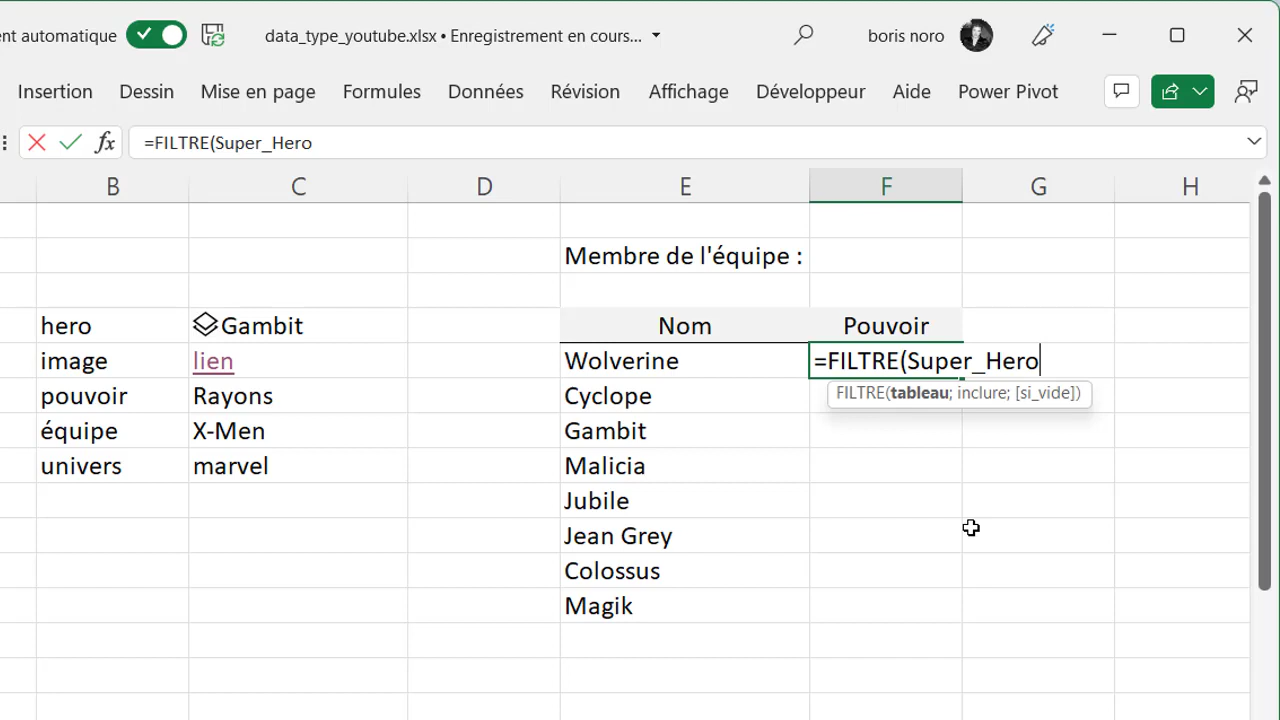 nt automatique
data_type_youtube.xlsx • Enregistrement en cours...
boris noro
Insertion Dessin Mise en page Formules Données Révision Affichage Développeur Aide Power Pivot
fx =FILTRE(Super_Hero
B C D E F G H
Membre de l'équipe :
hero Gambit Nom Pouvoir
image lien Wolverine =FILTRE(Super_Hero
pouvoir Rayons Cyclope FILTRE(tableau; inclure; [si_vide])
équipe X-Men Gambit
univers marvel Malicia
Jubile
Jean Grey
Colossus
Magik